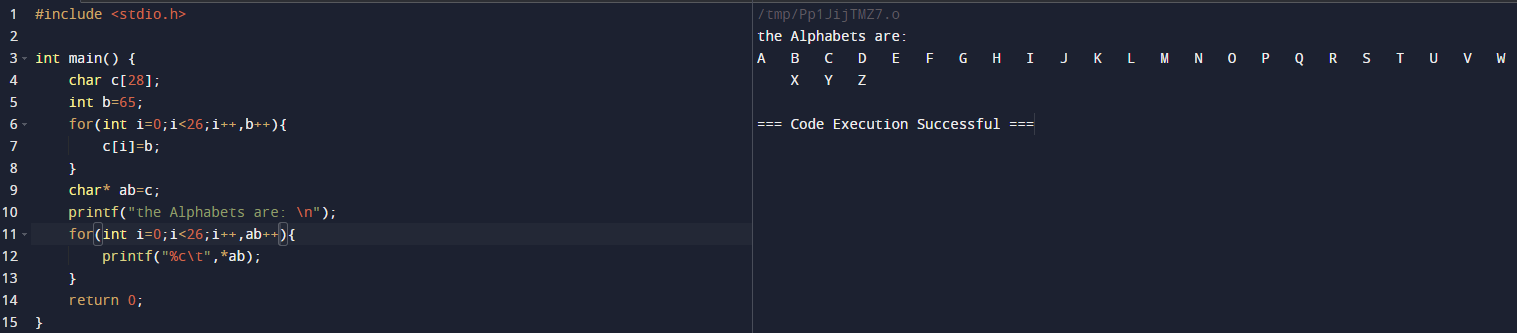 1 #include <stdio.h>
2
3 int main() {
4 char c[28];
5 int b=65;
6 for(int i=0;i<26;i++,b++){
7 c[i]=b;
8 }
9 char* ab=c;
10 printf("the Alphabets are: \n");
11 for(int i=0;i<26;i++,ab++){
12 printf("%c\t",*ab);
13 }
14 return 0;
15 }
/tmp/Pp1JijTMZ7.o
the Alphabets are:
A B C D E F G H I J K L M N O P Q R S T U V W
X Y Z
=== Code Execution Successful ===